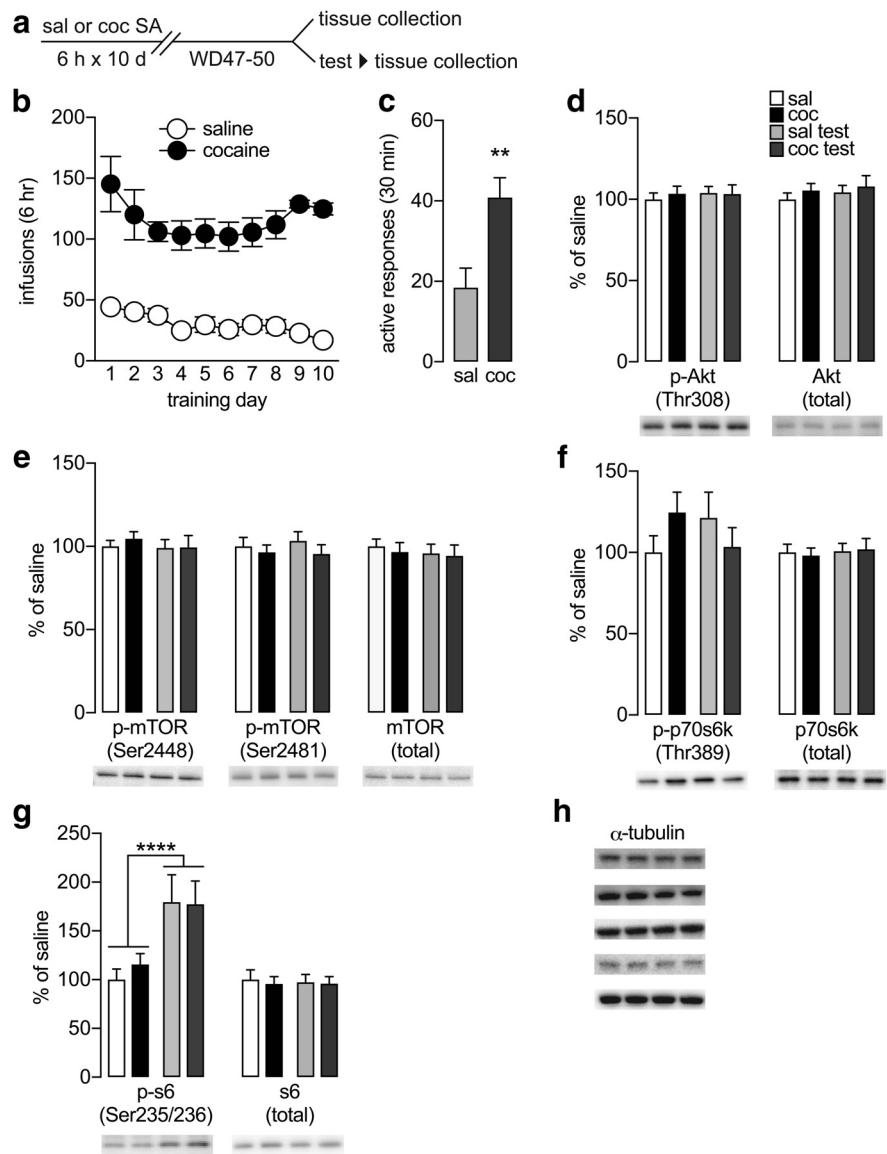 a
sal or coc SA
6 h x 10 d
WD47-50
tissue collection
test ▶ tissue collection
b
infusions (6 hr)
200
150
100
50
0
saline
cocaine
1 2 3 4 5 6 7 8 9 10
training day
c
active responses (30 min)
60
40
20
0
**
sal coc
d
sal
coc
sal test
coc test
% of saline
150
100
50
0
p-Akt
(Thr308)
Akt
(total)
e
% of saline
150
100
50
0
p-mTOR
(Ser2448)
p-mTOR
(Ser2481)
mTOR
(total)
f
% of saline
150
100
50
0
p-p70s6k
(Thr389)
p70s6k
(total)
g
% of saline
250
200
150
100
50
0
****
p-s6
(Ser235/236)
s6
(total)
h
α-tubulin